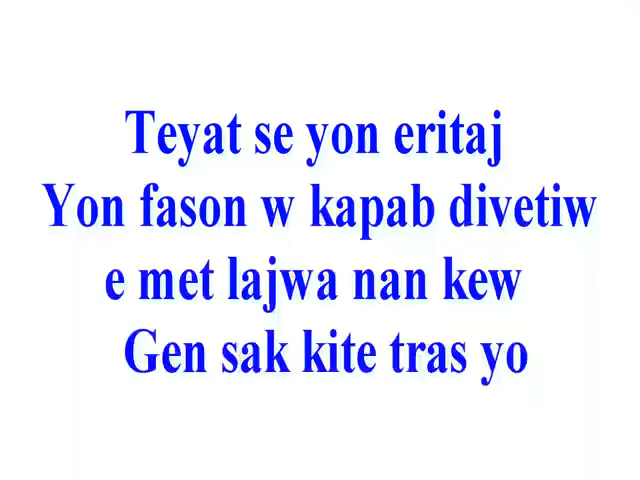 Teyat se yon eritaj
Yon fason w kapab divetiw
e met lajwa nan kew
Gen sak kite tras yo